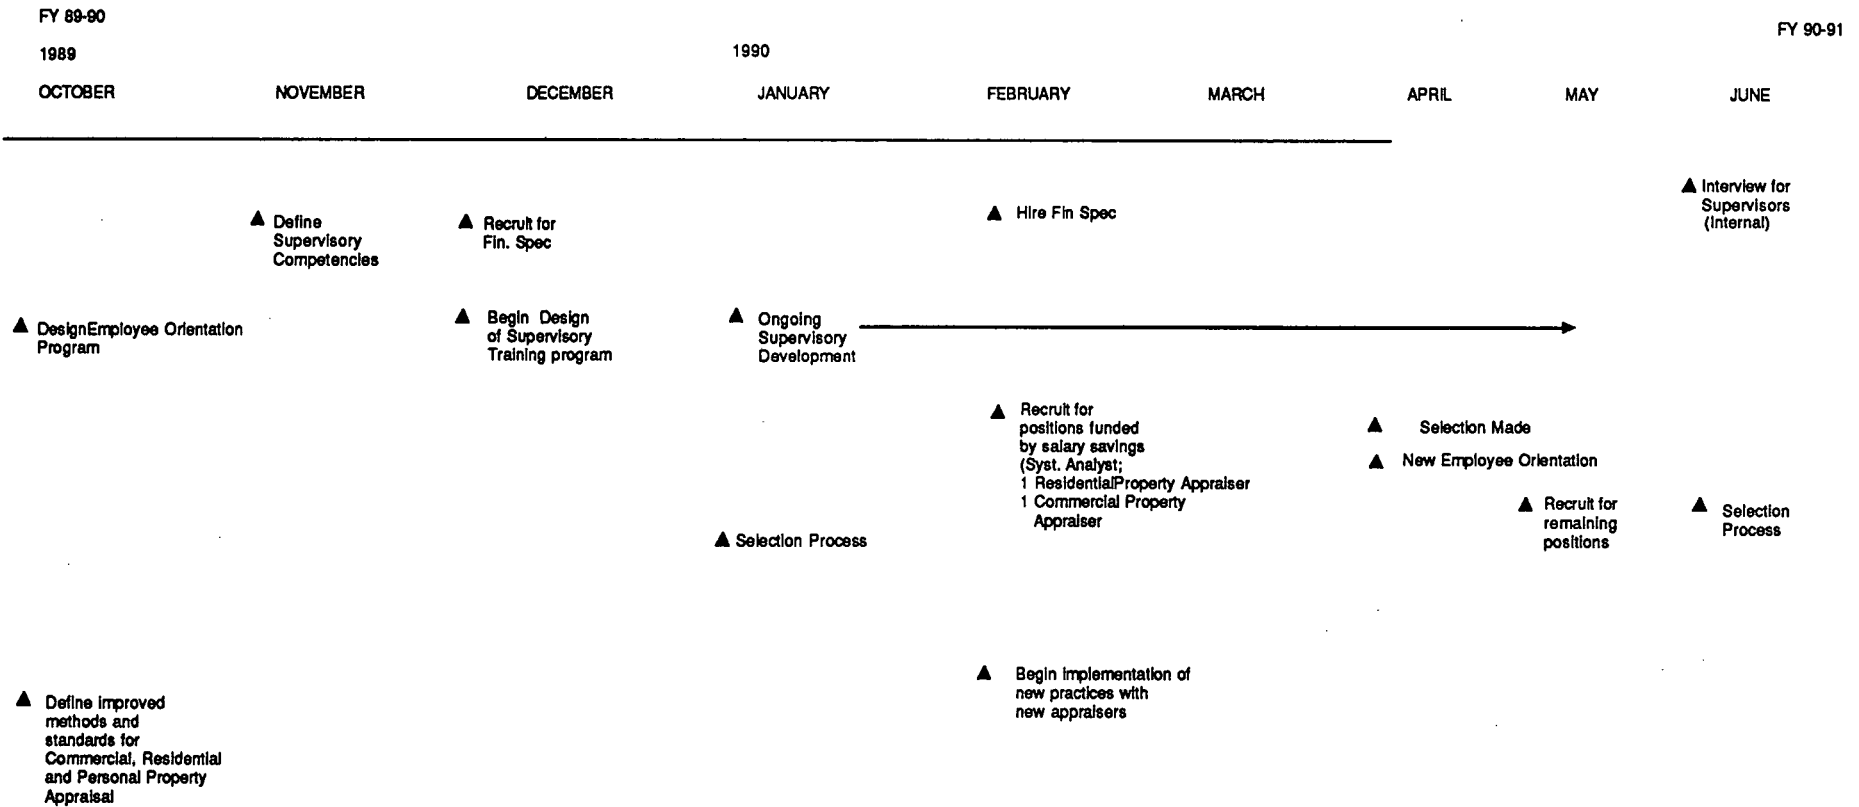 FY 89-90
FY 90-91
1989
1990
OCTOBER
NOVEMBER
DECEMBER
JANUARY
FEBRUARY
MARCH
APRIL
MAY
JUNE
Define
Supervisory
Competencies
Recruit for
Fin. Spec
Hire Fin Spec
Interview for
Supervisors
(Internal)
DesignEmployee Orientation
Program
Begin Design
of Supervisory
Training program
Ongoing
Supervisory
Development
Recruit for
positions funded
by salary savings
(Syst. Analyst;
1 ResidentialProperty Appraiser
1 Commercial Property
Appraiser
Selection Made
New Employee Orientation
Selection Process
Recruit for
remaining
positions
Selection
Process
Define improved
methods and
standards for
Commercial, Residential
and Personal Property
Appraisal
Begin implementation of
new practices with
new appraisers